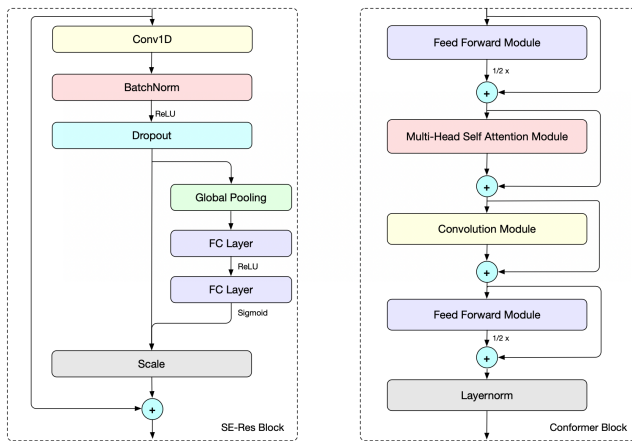 Conv1D
BatchNorm
ReLU
Dropout
Global Pooling
FC Layer
ReLU
FC Layer
Sigmoid
Scale
+
SE-Res Block
Feed Forward Module
1/2 x
+
Multi-Head Self Attention Module
+
Convolution Module
+
Feed Forward Module
1/2 x
+
Layernorm
Conformer Block